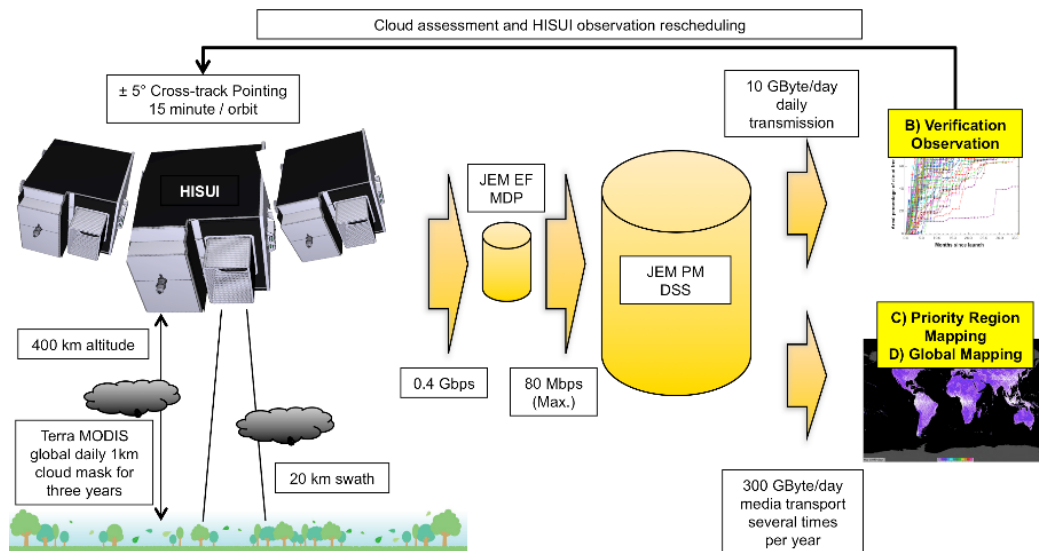 Cloud assessment and HISUI observation rescheduling
± 5° Cross-track Pointing
15 minute / orbit
10 GByte/day
daily
transmission
B) Verification
Observation
HISUI
JEM EF
MDP
JEM PM
DSS
Months since launch
400 km altitude
0.4 Gbps
80 Mbps
(Max.)
C) Priority Region
Mapping
D) Global Mapping
Terra MODIS
global daily 1km
cloud mask for
three years
20 km swath
300 GByte/day
media transport
several times
per year